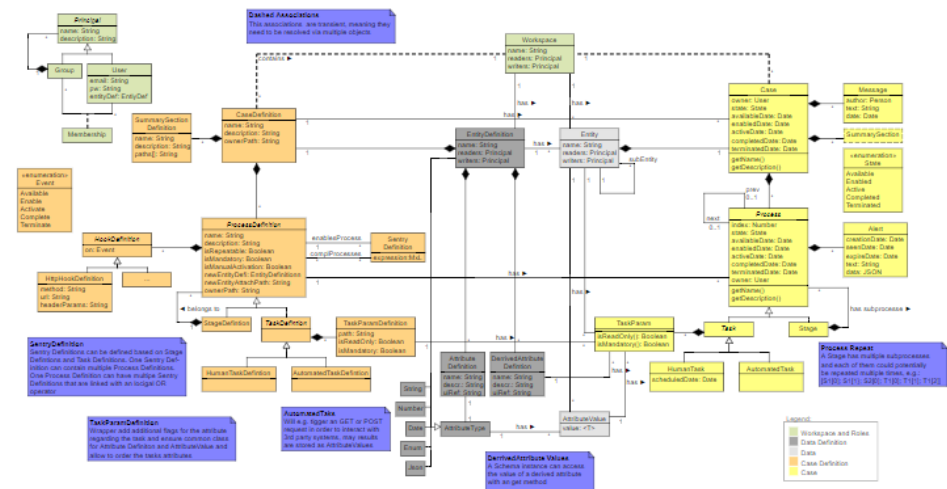 Principal
name: String
description: String
Group
User
email: String
pw: String
entityDef: EntityDef
Membership
Dashed Associations
This associations are transient, meaning they
need to be resolved via multiple objects
Workspace
name: String
readers: Principal
writers: Principal
contains ►
has ►
SummarySection
Definition
name: String
description: String
paths[]: String
CaseDefinition
name: String
description: String
ownerPath: String
EntityDefinition
name: String
readers: Principal
writers: Principal
has ►
Entity
name: String
readers: Principal
writers: Principal
subEntity
Case
owner: User
state: State
availableDate: Date
enabledDate: Date
activeDate: Date
completedDate: Date
terminatedDate: Date
getName()
getDescription()
Message
author: Person
text: String
date: Date
SummarySection
«enumeration»
State
Available
Enabled
Active
Completed
Terminated
«enumeration»
Event
Available
Enable
Activate
Complete
Terminate
HookDefinition
on: Event
HttpHookDefinition
method: String
url: String
headerParams: String
...
ProcessDefinition
name: String
description: String
isRepeatable: Boolean
isMandatory: Boolean
isManualActivation: Boolean
newEntityDefi: EntityDefinitions
newEntityAttachPath: String
ownerPath: String
enablesProcess
complProcesses
Sentry
Definition
expression MxL
prev
0..1
next
0..1
Process
index: Number
state: State
availableDate: Date
enabledDate: Date
activeDate: Date
completedDate: Date
terminatedDate: Date
owner: User
getName()
getDescription()
Alert
creationDate: Date
seenDate: Date
expireDate: Date
text: String
data: JSON
◄ belongs to
StageDefinition
TaskDefinition
TaskParamDefinition
path: String
isReadOnly: Boolean
isMandatory: Boolean
HumanTaskDefinition
AutomatedTaskDefinition
has ►
TaskParam
isReadOnly(): Boolean
isMandatory(): Boolean
Task
Stage
has subprocess ►
HumanTask
scheduledDate: Date
AutomatedTask
SentryDefinition
Sentry Definitions can be defined based on Stage
Definitions and Task Definitions. One Sentry Def-
inition can contain multiple Process Definitions.
One Process Definition can have multiple Sentry
Definitions that are linked with an
OR
operator
Attribute
Definition
name: String
descr.: String
uiRef: String
DerivedAttribute
Definition
name: String
descr.: String
uiRef: String
Process Repeat
A Stage has multiple subprocesses
and each of them could potentially
be repeated multiple times, e.g.:
String
Number
Date
Enum
Json
AttributeType
has ►
AttributeValue
value: <T>
TaskParamDefinition
Wrapper add additional flags for the attribute
regarding the task and ensure common class
for Attribute Definition and AttributeValue and
allow to order the tasks attributes
AutomatedTaks
Will e.g. tigger an GET or POST
request in order to interact with
3rd party systems, may results
are stored as AttributeValues
DerrivedAttribute Values
A Schema instance can access
the value of a derived attribute
with an get method
Legend
Workspace and Roles
Data Definition
Data
Case Definition
Case